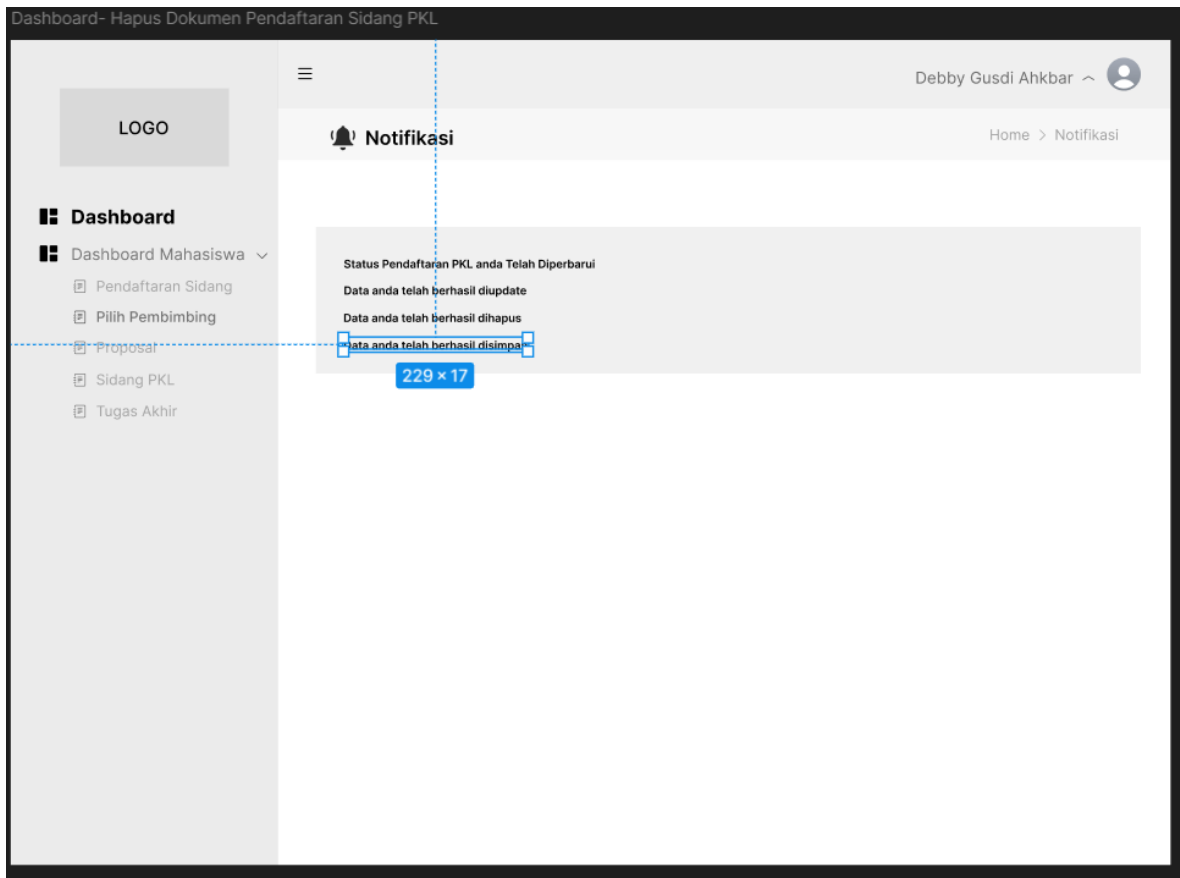 Dashboard- Hapus Dokumen Pendaftaran Sidang PKL
Debby Gusdi Ahkbar
LOGO
Notifikasi
Home > Notifikasi
Dashboard
Dashboard Mahasiswa
Pendaftaran Sidang
Pilih Pembimbing
Proposal
Sidang PKL
Tugas Akhir
Status Pendaftaran PKL anda Telah Diperbarui
Data anda telah berhasil diupdate
Data anda telah berhasil dihapus
Data anda telah berhasil disimpan
229 × 17